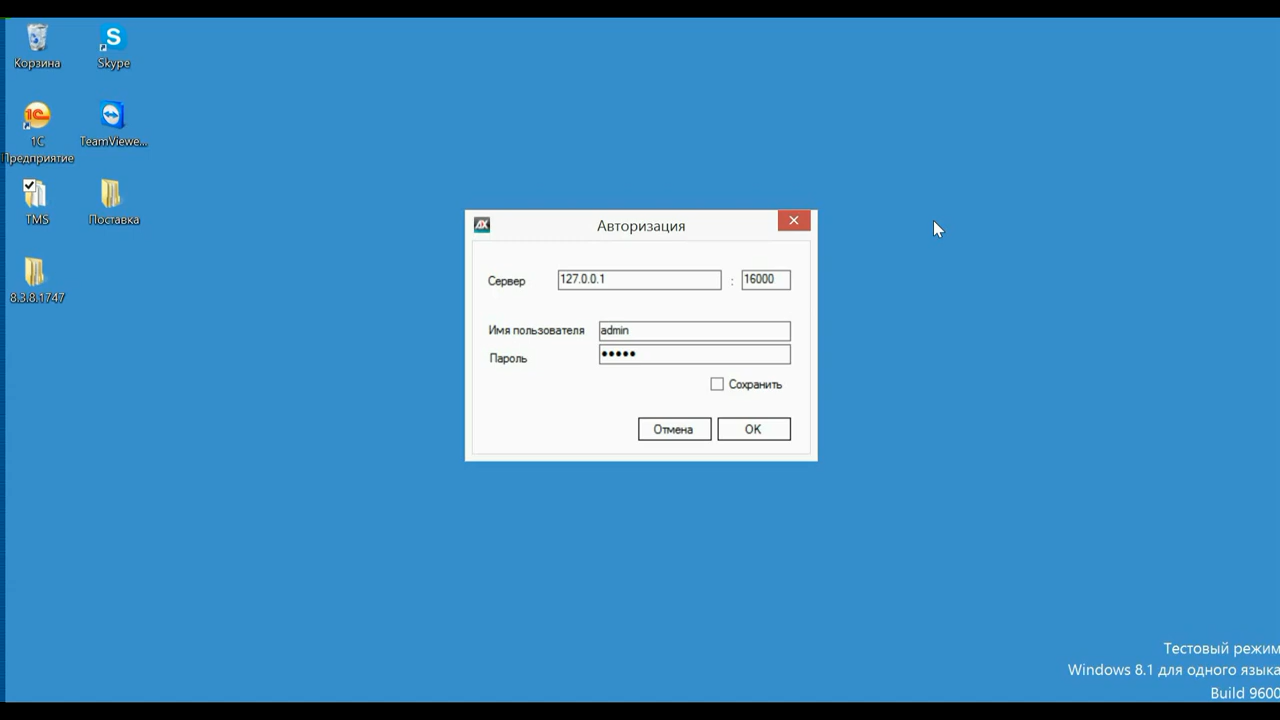 Корзина
Skype
1С
Предприятие
TeamViewe...
TMS
Поставка
8.3.8.1747
Авторизация
Сервер 127.0.0.1 : 16000
Имя пользователя admin
Пароль •••••
Сохранить
Отмена OK
Тестовый режим
Windows 8.1 для одного языка
Build 9600